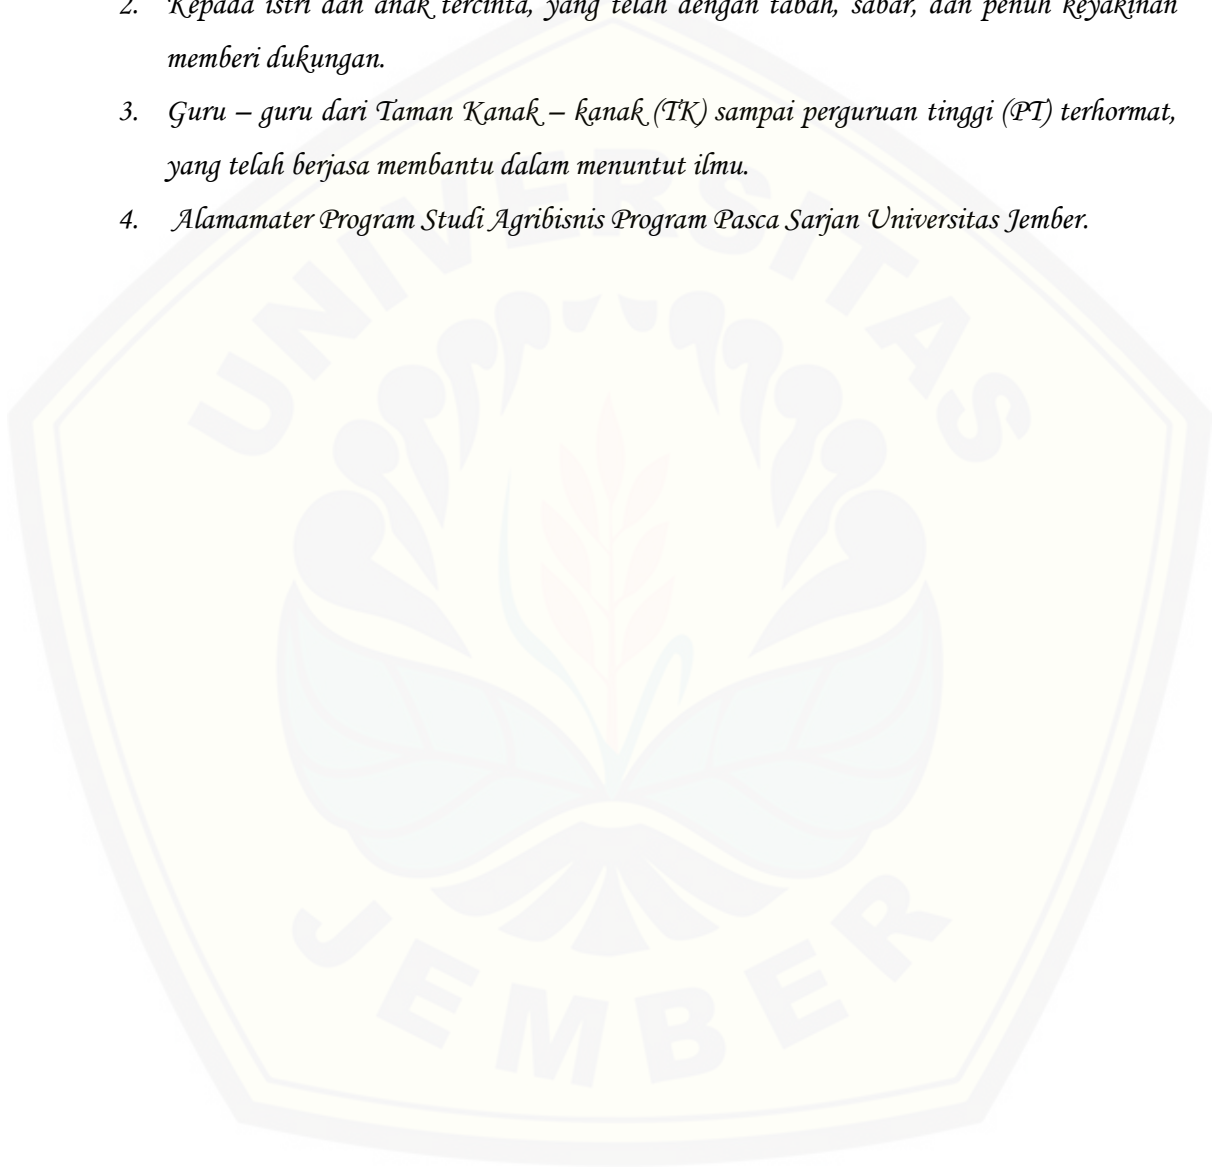 2. Kepada istri dan anak tercinta, yang telah dengan tabah, sabar, dan penuh keyakinan
memberi dukungan.
3. Guru – guru dari Taman Kanak – kanak (TK) sampai perguruan tinggi (PT) terhormat,
yang telah berjasa membantu dalam menuntut ilmu.
4. Alamamater Program Studi Agribisnis Program Pasca Sarjan Universitas Jember.
UNIVERSITAS
JEMBER